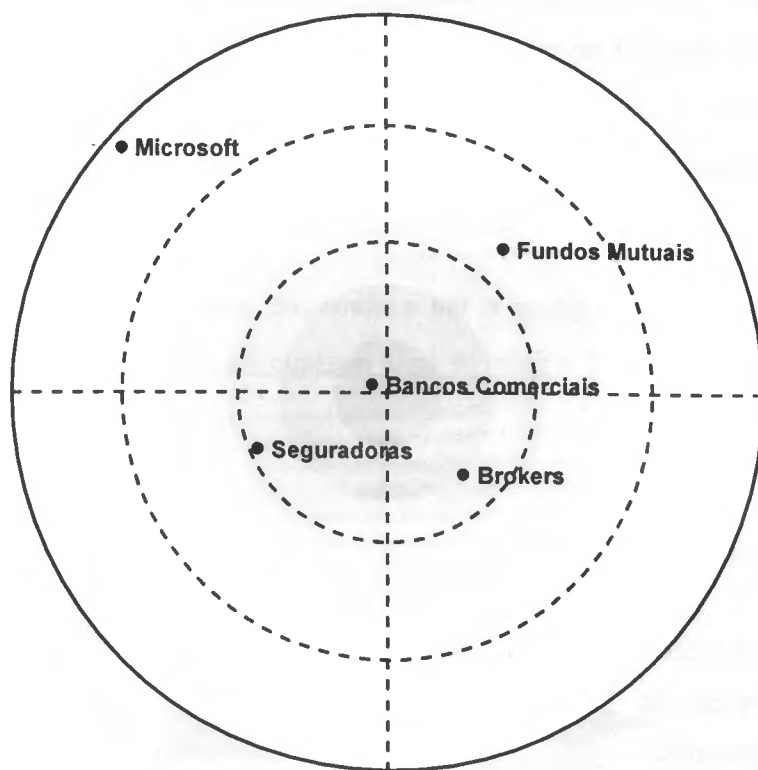 Microsoft
Fundos Mutuais
Bancos Comerciais
Seguradoras
Brokers